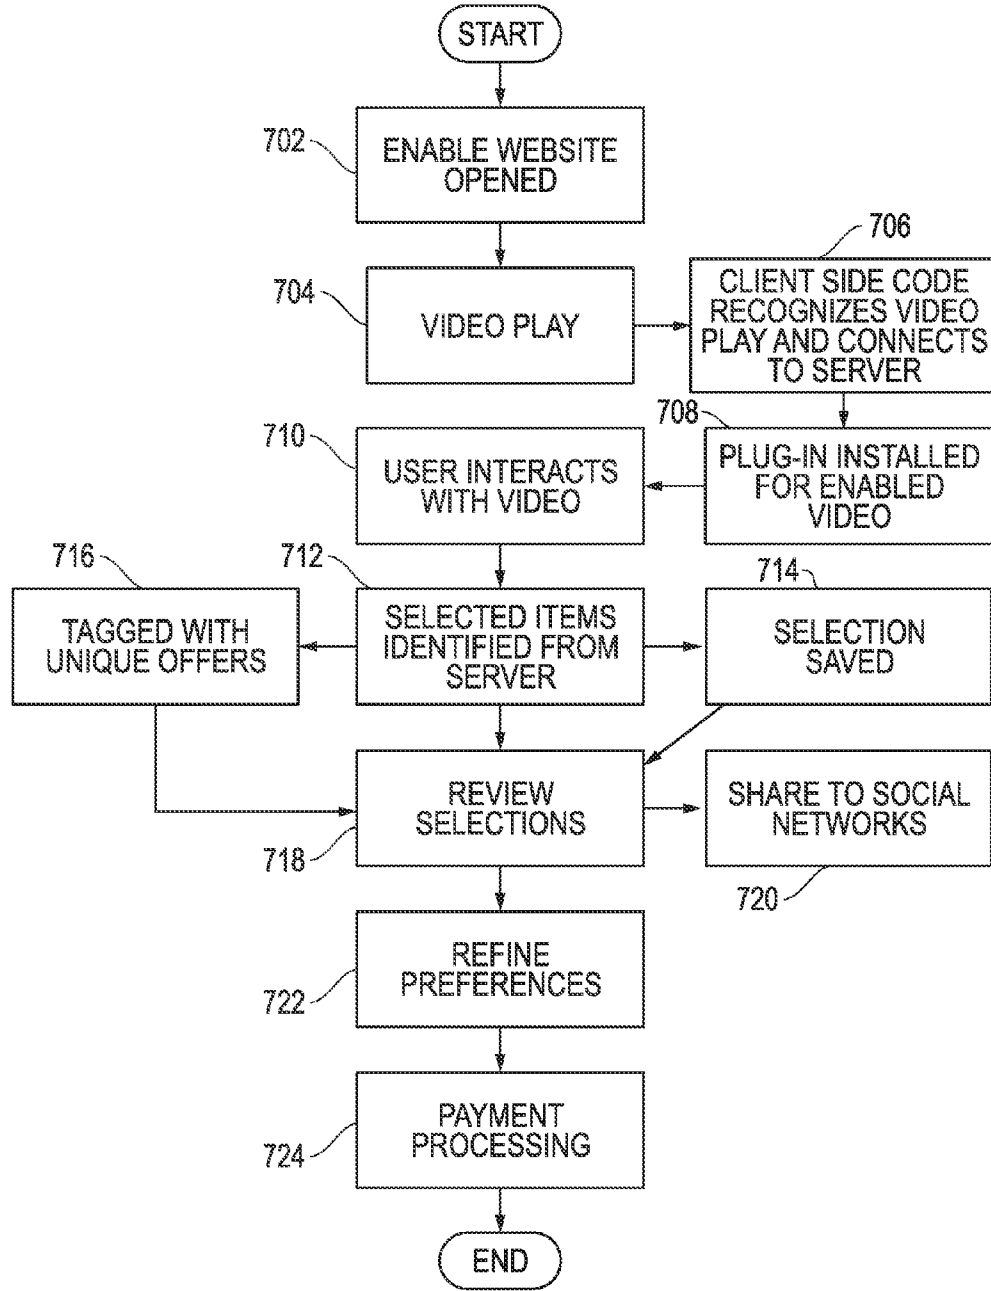 START
702
ENABLE WEBSITE
OPENED
704
VIDEO PLAY
706
CLIENT SIDE CODE
RECOGNIZES VIDEO
PLAY AND CONNECTS
TO SERVER
708
PLUG-IN INSTALLED
FOR ENABLED
VIDEO
710
USER INTERACTS
WITH VIDEO
712
SELECTED ITEMS
IDENTIFIED FROM
SERVER
714
SELECTION
SAVED
716
TAGGED WITH
UNIQUE OFFERS
REVIEW
SELECTIONS
718
SHARE TO SOCIAL
NETWORKS
720
REFINE
PREFERENCES
722
PAYMENT
PROCESSING
724
END